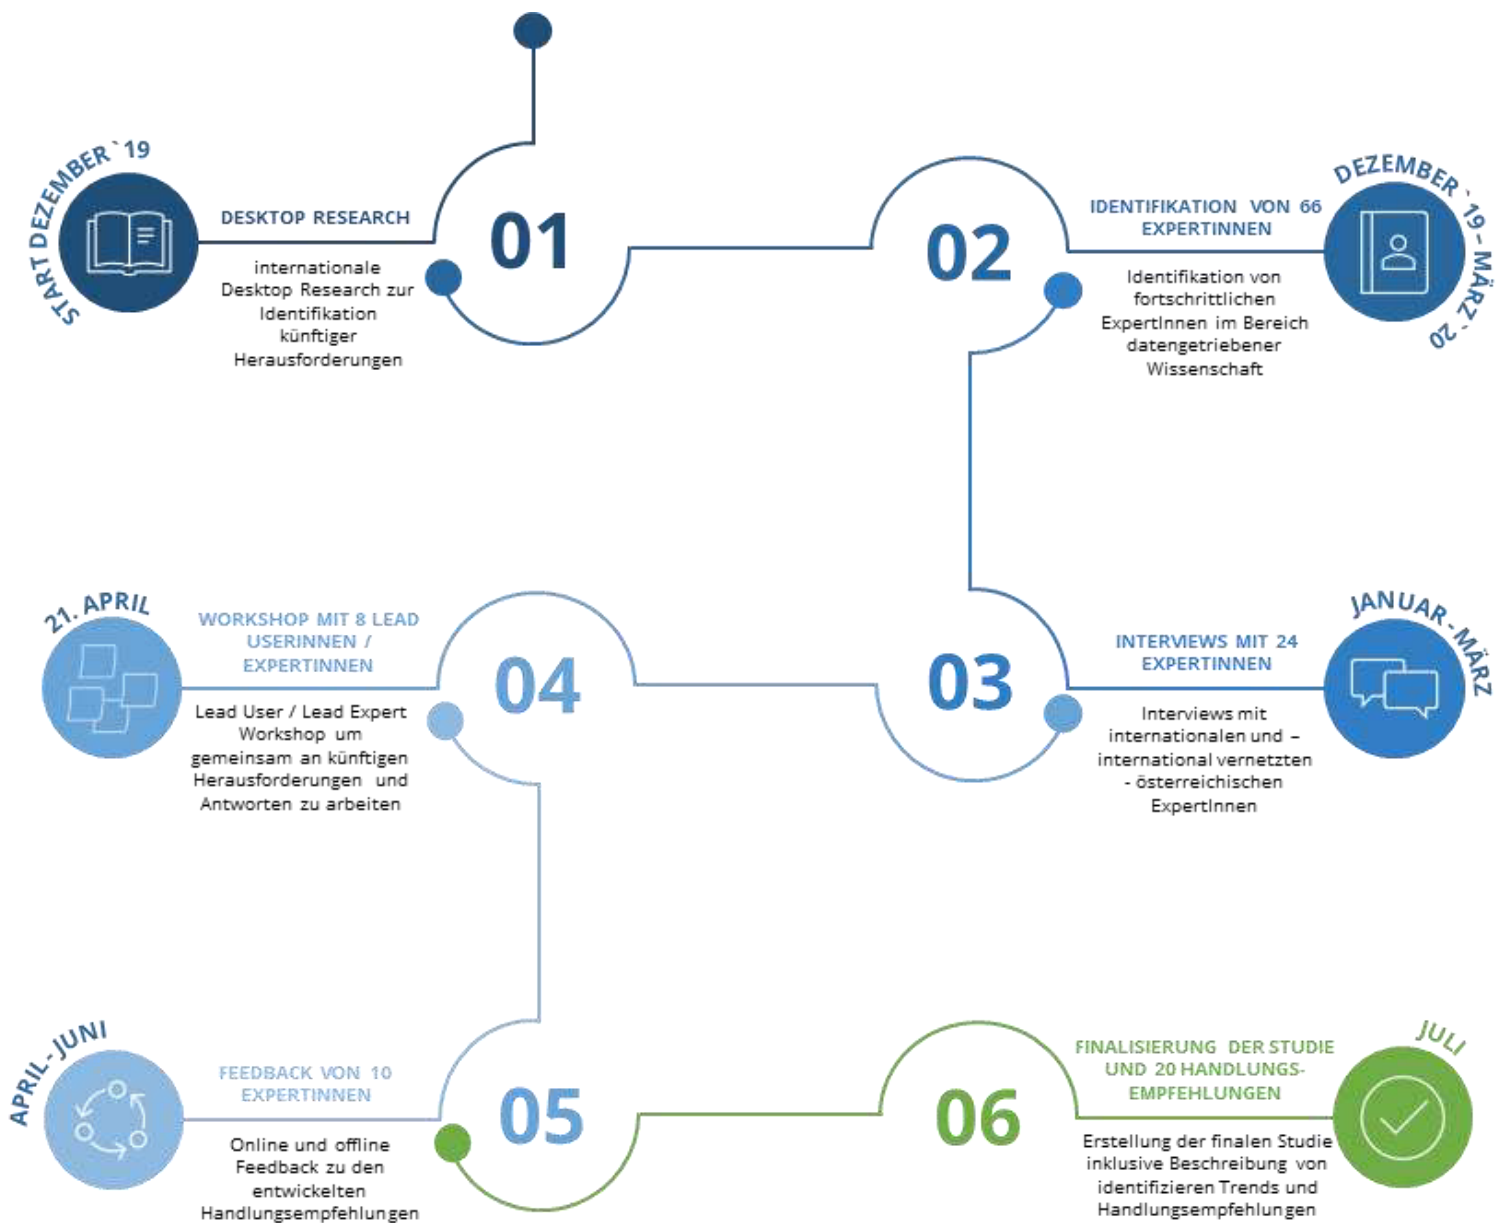 START DEZEMBER `19
DESKTOP RESEARCH
internationale
Desktop Research zur
Identifikation
künftiger
Herausforderungen
01
02
IDENTIFIKATION VON 66
EXPERTINNEN
Identifikation von
fortschrittlichen
ExpertInnen im Bereich
datengetriebener
Wissenschaft
DEZEMBER `19 – MÄRZ `20
JANUAR - MÄRZ
INTERVIEWS MIT 24
EXPERTINNEN
Interviews mit
internationalen und –
international vernetzten
- österreichischen
ExpertInnen
03
04
21. APRIL
WORKSHOP MIT 8 LEAD
USERINNEN /
EXPERTINNEN
Lead User / Lead Expert
Workshop um
gemeinsam an künftigen
Herausforderungen und
Antworten zu arbeiten
APRIL- JUNI
FEEDBACK VON 10
EXPERTINNEN
Online und offline
Feedback zu den
entwickelten
Handlungsempfehlungen
05
06
FINALISIERUNG DER STUDIE
UND 20 HANDLUNGS-
EMPFEHLUNGEN
Erstellung der finalen Studie
inklusive Beschreibung von
identifizieren Trends und
Handlungsempfehlungen
JULI